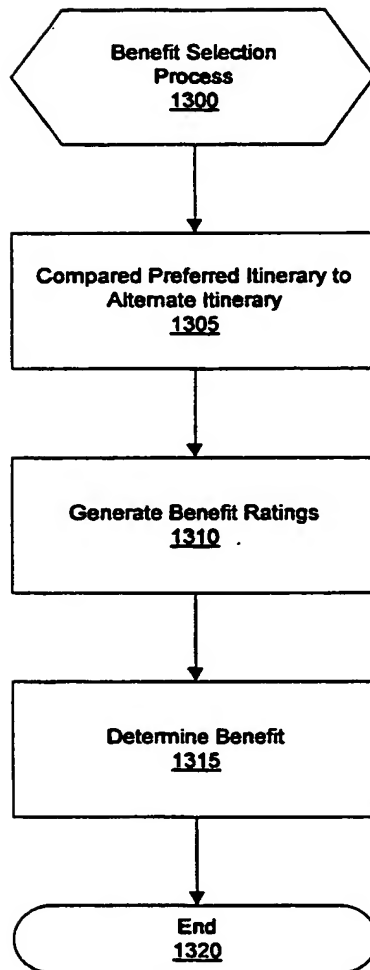 Benefit Selection
Process
1300
Compared Preferred Itinerary to
Alternate Itinerary
1305
Generate Benefit Ratings
1310
Determine Benefit
1315
End
1320